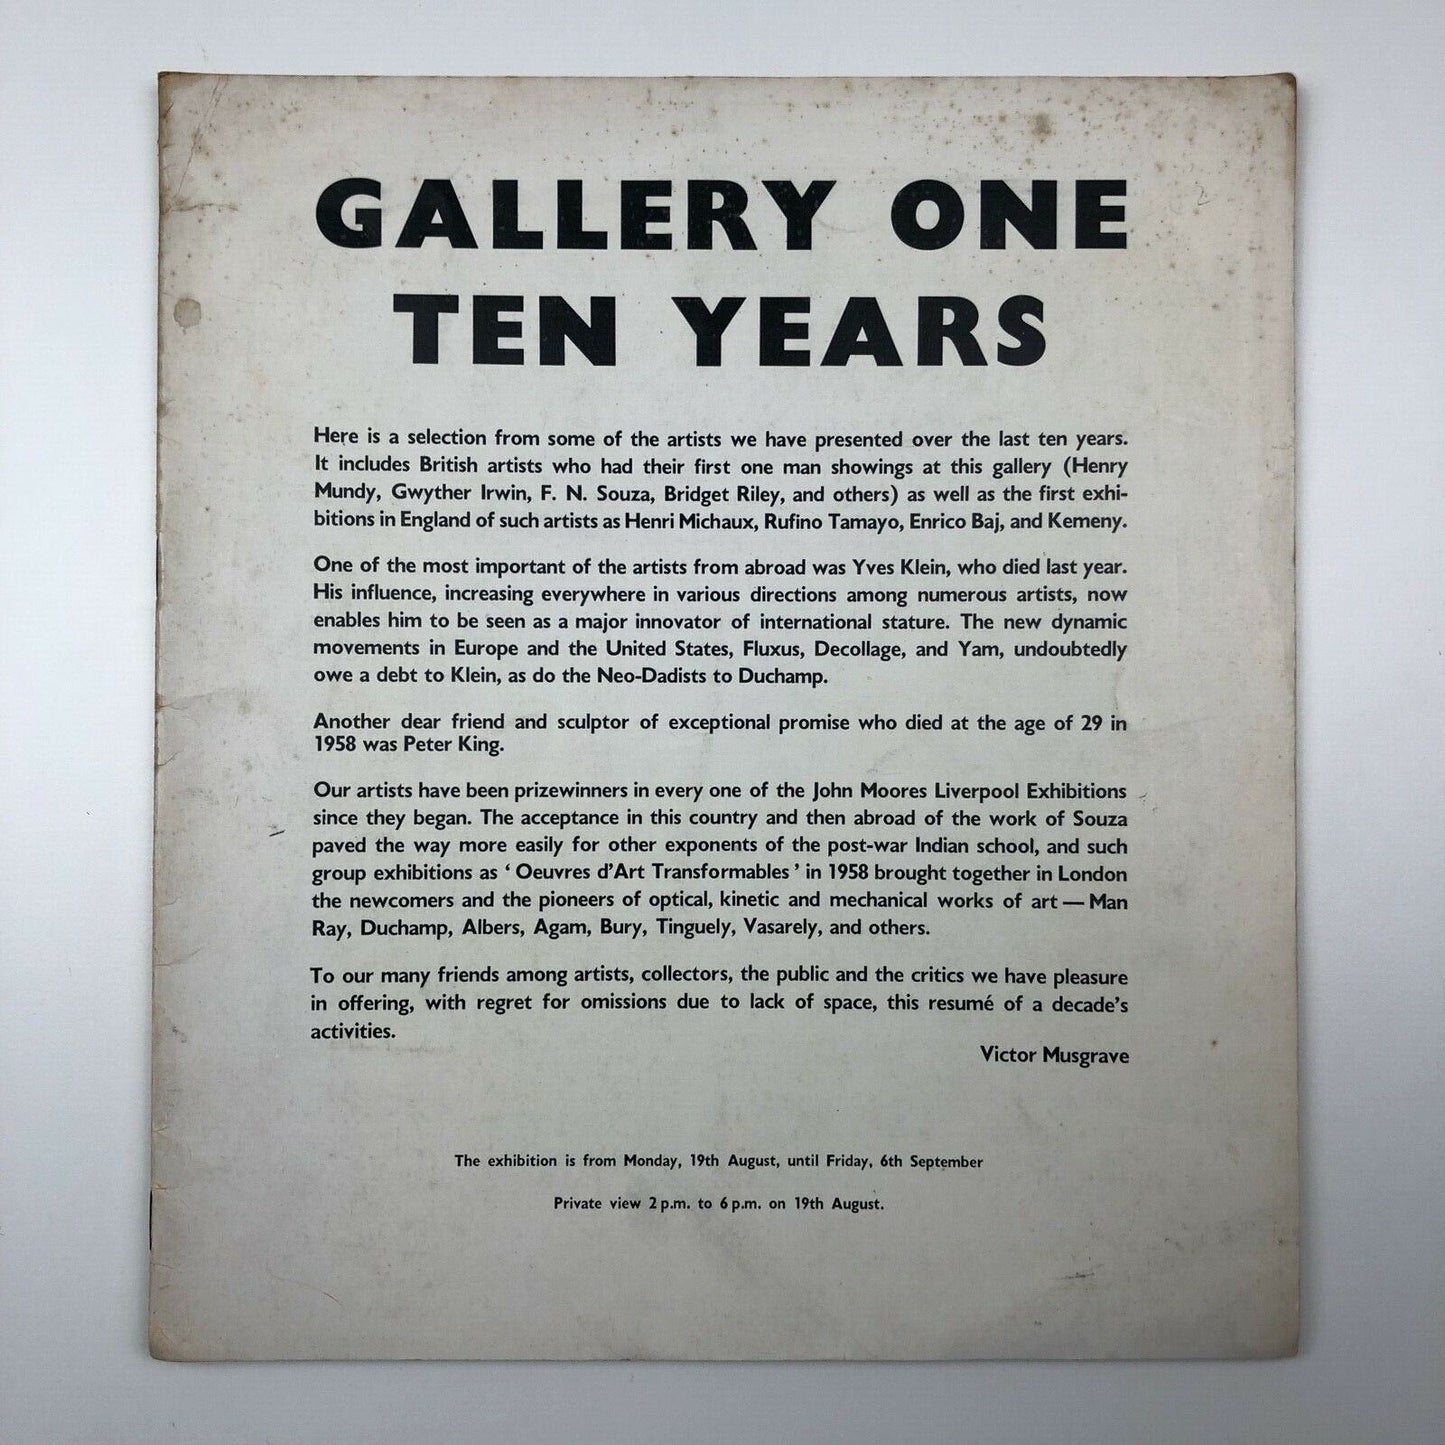 GALLERY ONE
TEN YEARS
Here is a selection from some of the artists we have presented over the last ten years.
It includes British artists who had their first one man showings at this gallery (Henry
Mundy, Gwyther Irwin, F. N. Souza, Bridget Riley, and others) as well as the first exhi-
bitions in England of such artists as Henri Michaux, Rufino Tamayo, Enrico Baj, and Kemeny.
One of the most important of the artists from abroad was Yves Klein, who died last year.
His influence, increasing everywhere in various directions among numerous artists, now
enables him to be seen as a major innovator of international stature. The new dynamic
movements in Europe and the United States, Fluxus, Decollage, and Yam, undoubtedly
owe a debt to Klein, as do the Neo-Dadists to Duchamp.
Another dear friend and sculptor of exceptional promise who died at the age of 29 in
1958 was Peter King.
Our artists have been prizewinners in every one of the John Moores Liverpool Exhibitions
since they began. The acceptance in this country and then abroad of the work of Souza
paved the way more easily for other exponents of the post-war Indian school, and such
group exhibitions as ‘ Oeuvres d’Art Transformables ’ in 1958 brought together in London
the newcomers and the pioneers of optical, kinetic and mechanical works of art — Man
Ray, Duchamp, Albers, Agam, Bury, Tinguely, Vasarely, and others.
To our many friends among artists, collectors, the public and the critics we have pleasure
in offering, with regret for omissions due to lack of space, this resumé of a decade’s
activities.
Victor Musgrave
The exhibition is from Monday, 19th August, until Friday, 6th September
Private view 2 p.m. to 6 p.m. on 19th August.